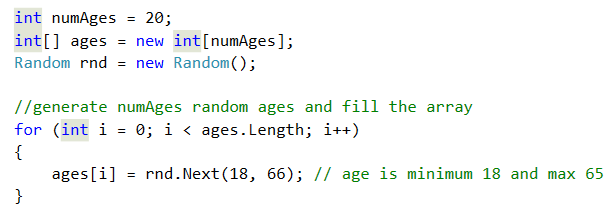 int numAges = 20;
int[] ages = new int[numAges];
Random rnd = new Random();
//generate numAges random ages and fill the array
for (int i = 0; i < ages.Length; i++)
{
ages[i] = rnd.Next(18, 66); // age is minimum 18 and max 65
}